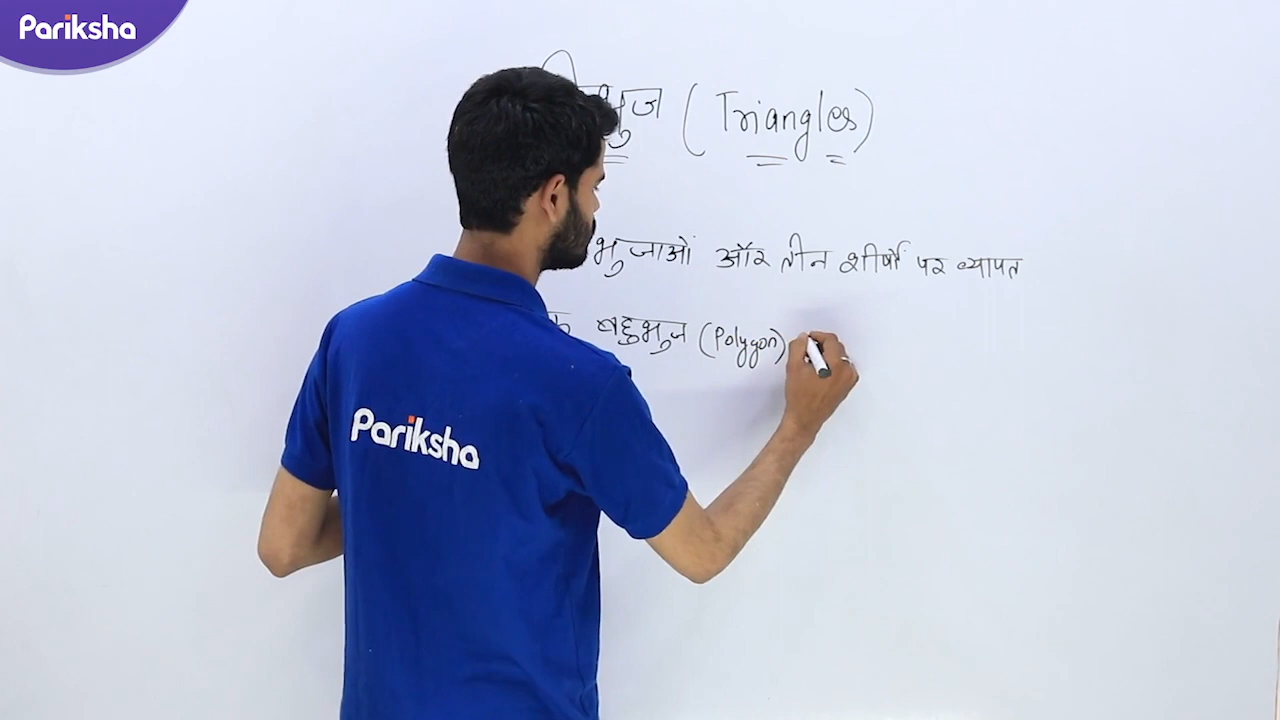 Pariksha
भुज (Triangles)
भुजाओं और तीन शीर्षों पर व्यापत
बहुभुज (Polygon)
Pariksha